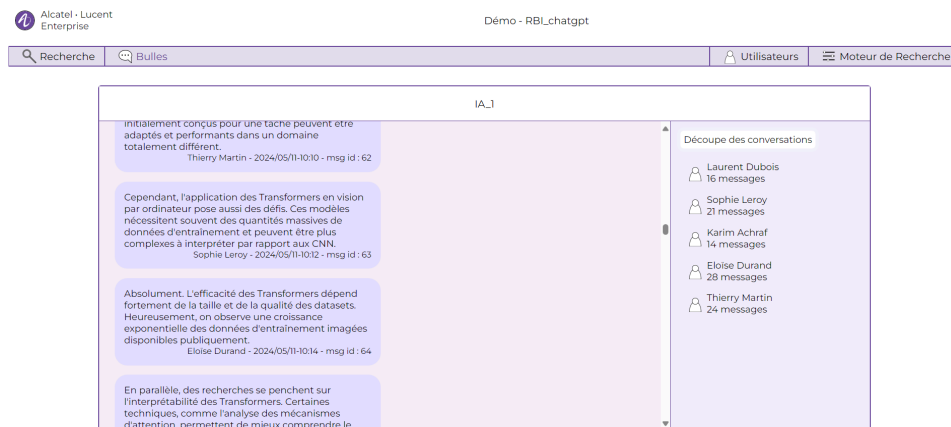 Alcatel · Lucent
Enterprise
Démo - RBI_chatgpt
Recherche
Bulles
Utilisateurs
Moteur de Recherche
IA_1
initialement conçus pour une tâche peuvent être
adaptés et performants dans un domaine
totalement différent.
Thierry Martin - 2024/05/11-10:10 - msg id : 62
Cependant, l'application des Transformers en vision
par ordinateur pose aussi des défis. Ces modèles
nécessitent souvent des quantités massives de
données d'entraînement et peuvent être plus
complexes à interpréter par rapport aux CNN.
Sophie Leroy - 2024/05/11-10:12 - msg id : 63
Absolument. L'efficacité des Transformers dépend
fortement de la taille et de la qualité des datasets.
Heureusement, on observe une croissance
exponentielle des données d'entraînement imagées
disponibles publiquement.
Eloïse Durand - 2024/05/11-10:14 - msg id : 64
En parallèle, des recherches se penchent sur
l'interprétabilité des Transformers. Certaines
techniques, comme l'analyse des mécanismes
d'attention, permettent de mieux comprendre le
Découpe des conversations
Laurent Dubois
16 messages
Sophie Leroy
21 messages
Karim Achraf
14 messages
Eloïse Durand
28 messages
Thierry Martin
24 messages